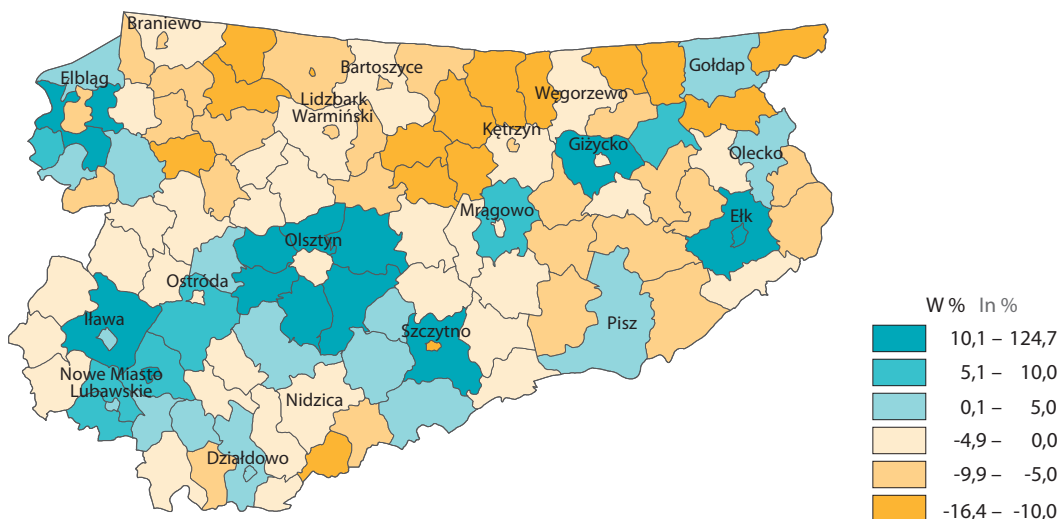 Braniewo
Elbląg
Bartoszyce
Gołdap
Lidzbark
Warmiński
Węgorzewo
Kętrzyn
Giżycko
Olecko
Mrągowo
Ełk
Olsztyn
Ostróda
Iława
Szczytno
Pisz
Nowe Miasto
Lubawskie
Nidzica
Działdowo
W % In %
10,1 – 124,7
5,1 – 10,0
0,1 – 5,0
-4,9 – 0,0
-9,9 – -5,0
-16,4 – -10,0